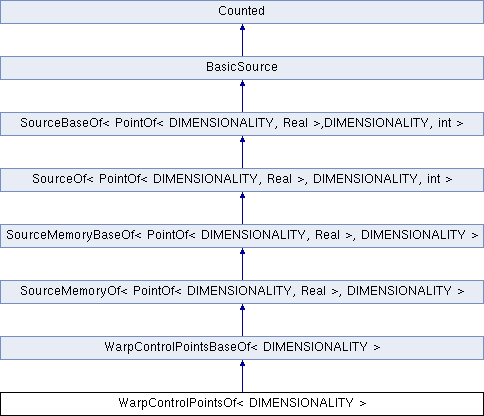 Counted
BasicSource
SourceBaseOf< PointOf< DIMENSIONALITY, Real >,DIMENSIONALITY, int >
SourceOf< PointOf< DIMENSIONALITY, Real >, DIMENSIONALITY, int >
SourceMemoryBaseOf< PointOf< DIMENSIONALITY, Real >, DIMENSIONALITY >
SourceMemoryOf< PointOf< DIMENSIONALITY, Real >, DIMENSIONALITY >
WarpControlPointsBaseOf< DIMENSIONALITY >
WarpControlPointsOf< DIMENSIONALITY >